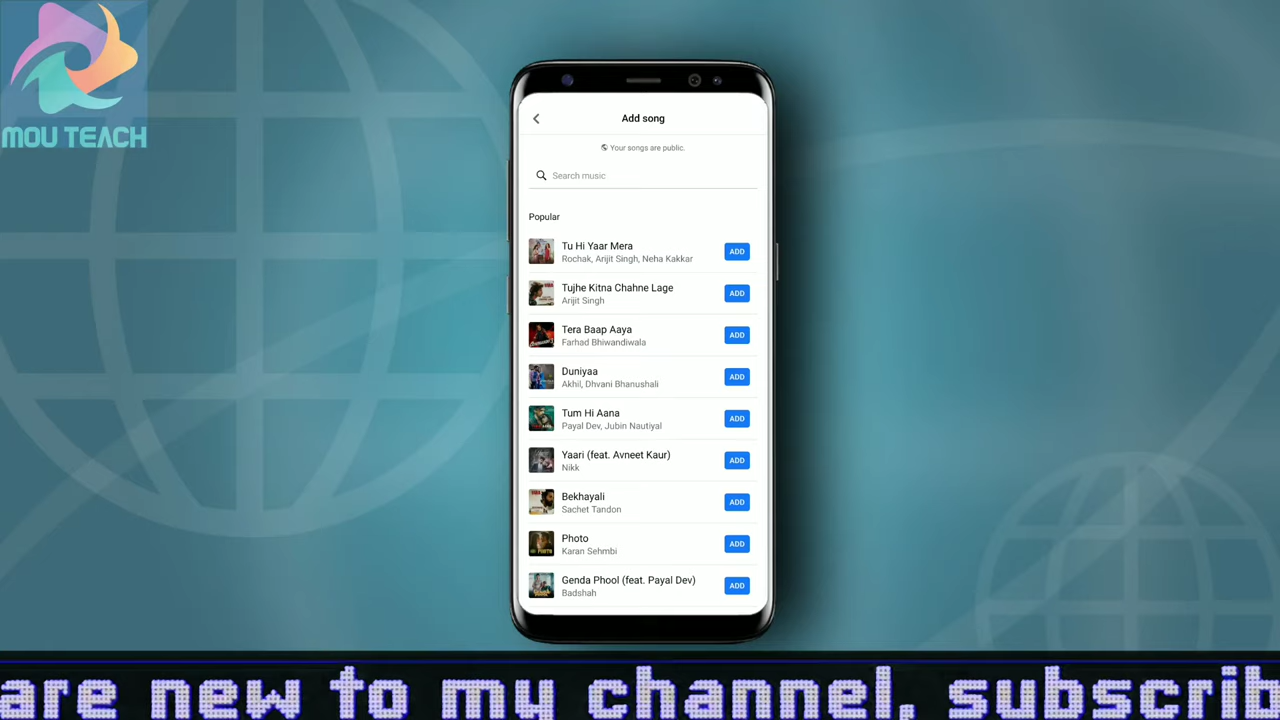 MOU TEACH
Add song
Your songs are public.
Search music
Popular
Tu Hi Yaar Mera
Rochak, Arijit Singh, Neha Kakkar
ADD
Tujhe Kitna Chahne Lage
Arijit Singh
ADD
Tera Baap Aaya
Farhad Bhiwandiwala
ADD
Duniyaa
Akhil, Dhvani Bhanushali
ADD
Tum Hi Aana
Payal Dev, Jubin Nautiyal
ADD
Yaari (feat. Avneet Kaur)
Nikk
ADD
Bekhayali
Sachet Tandon
ADD
Photo
Karan Sehmbi
ADD
Genda Phool (feat. Payal Dev)
Badshah
ADD
are new to my channel, subscrib